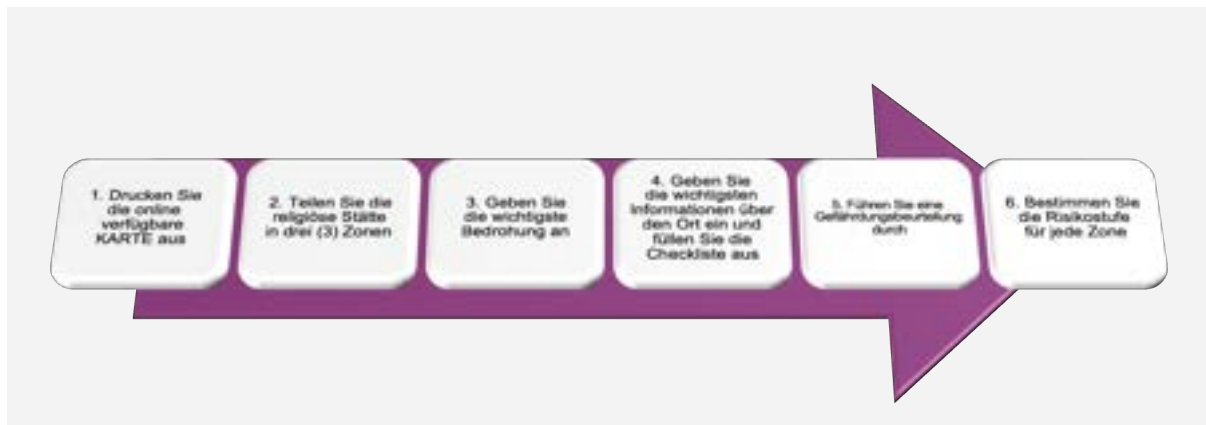 1. Drucken Sie
die online
verfügbare
KARTE aus
2. Teilen Sie die
religiöse Stätte
in drei (3) Zonen
3. Geben Sie
die wichtigste
Bedrohung an
4. Geben Sie
die wichtigsten
Informationen über
den Ort ein und
füllen Sie die
Checkliste aus
5. Führen Sie eine
Gefährdungsbeurteilung
durch
6. Bestimmen Sie
die Risikostufe
für jede Zone